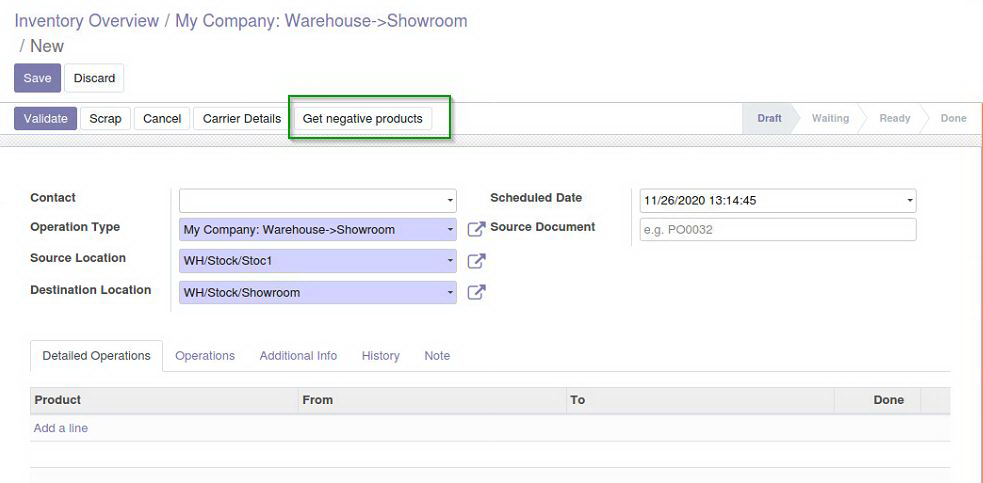 Inventory Overview / My Company: Warehouse->Showroom
/ New
Save Discard
Validate Scrap Cancel Carrier Details Get negative products Draft Waiting Ready Done
Contact Scheduled Date 11/26/2020 13:14:45
Operation Type My Company: Warehouse->Showroom Source Document e.g. PO0032
Source Location WH/Stock/Stoc1
Destination Location WH/Stock/Showroom
Detailed Operations Operations Additional Info History Note
Product From To Done
Add a line